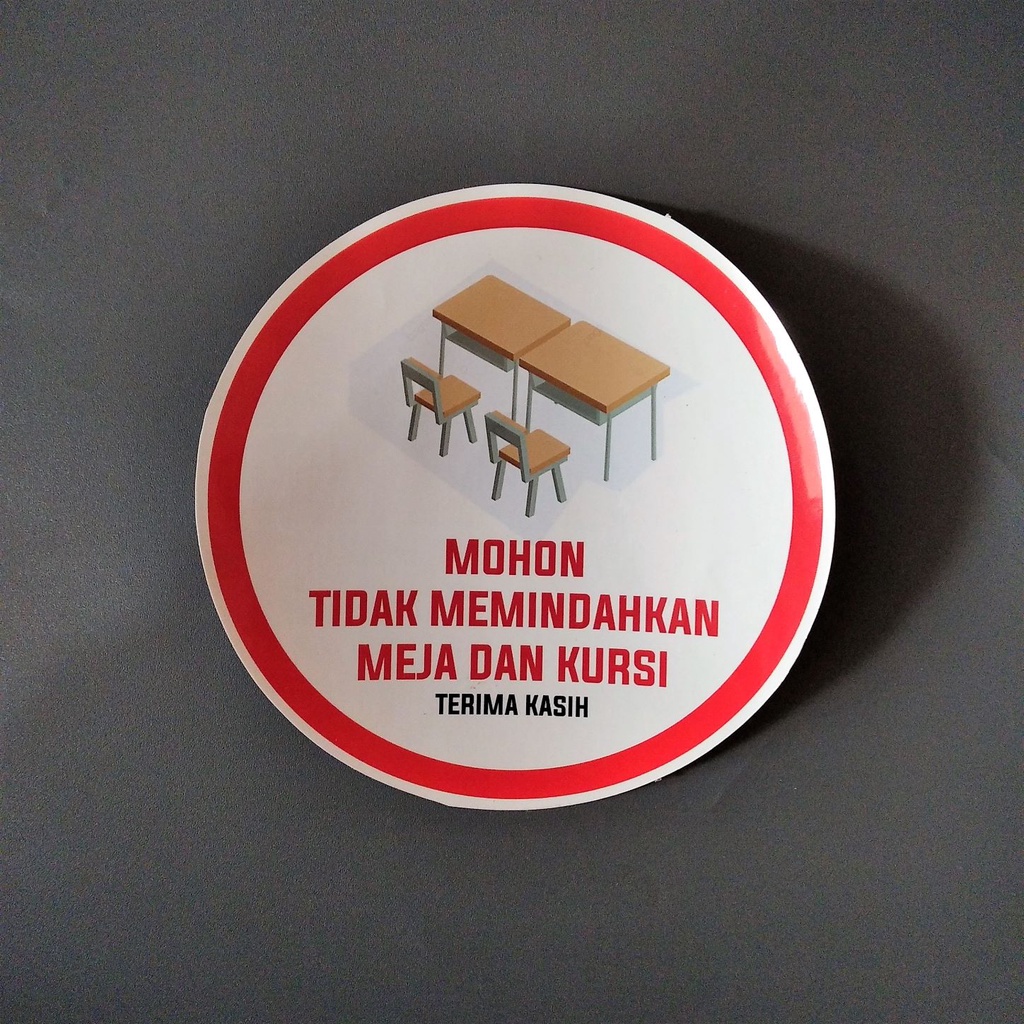 MOHON
TIDAK MEMINDAHKAN
MEJA DAN KURSI
TERIMA KASIH